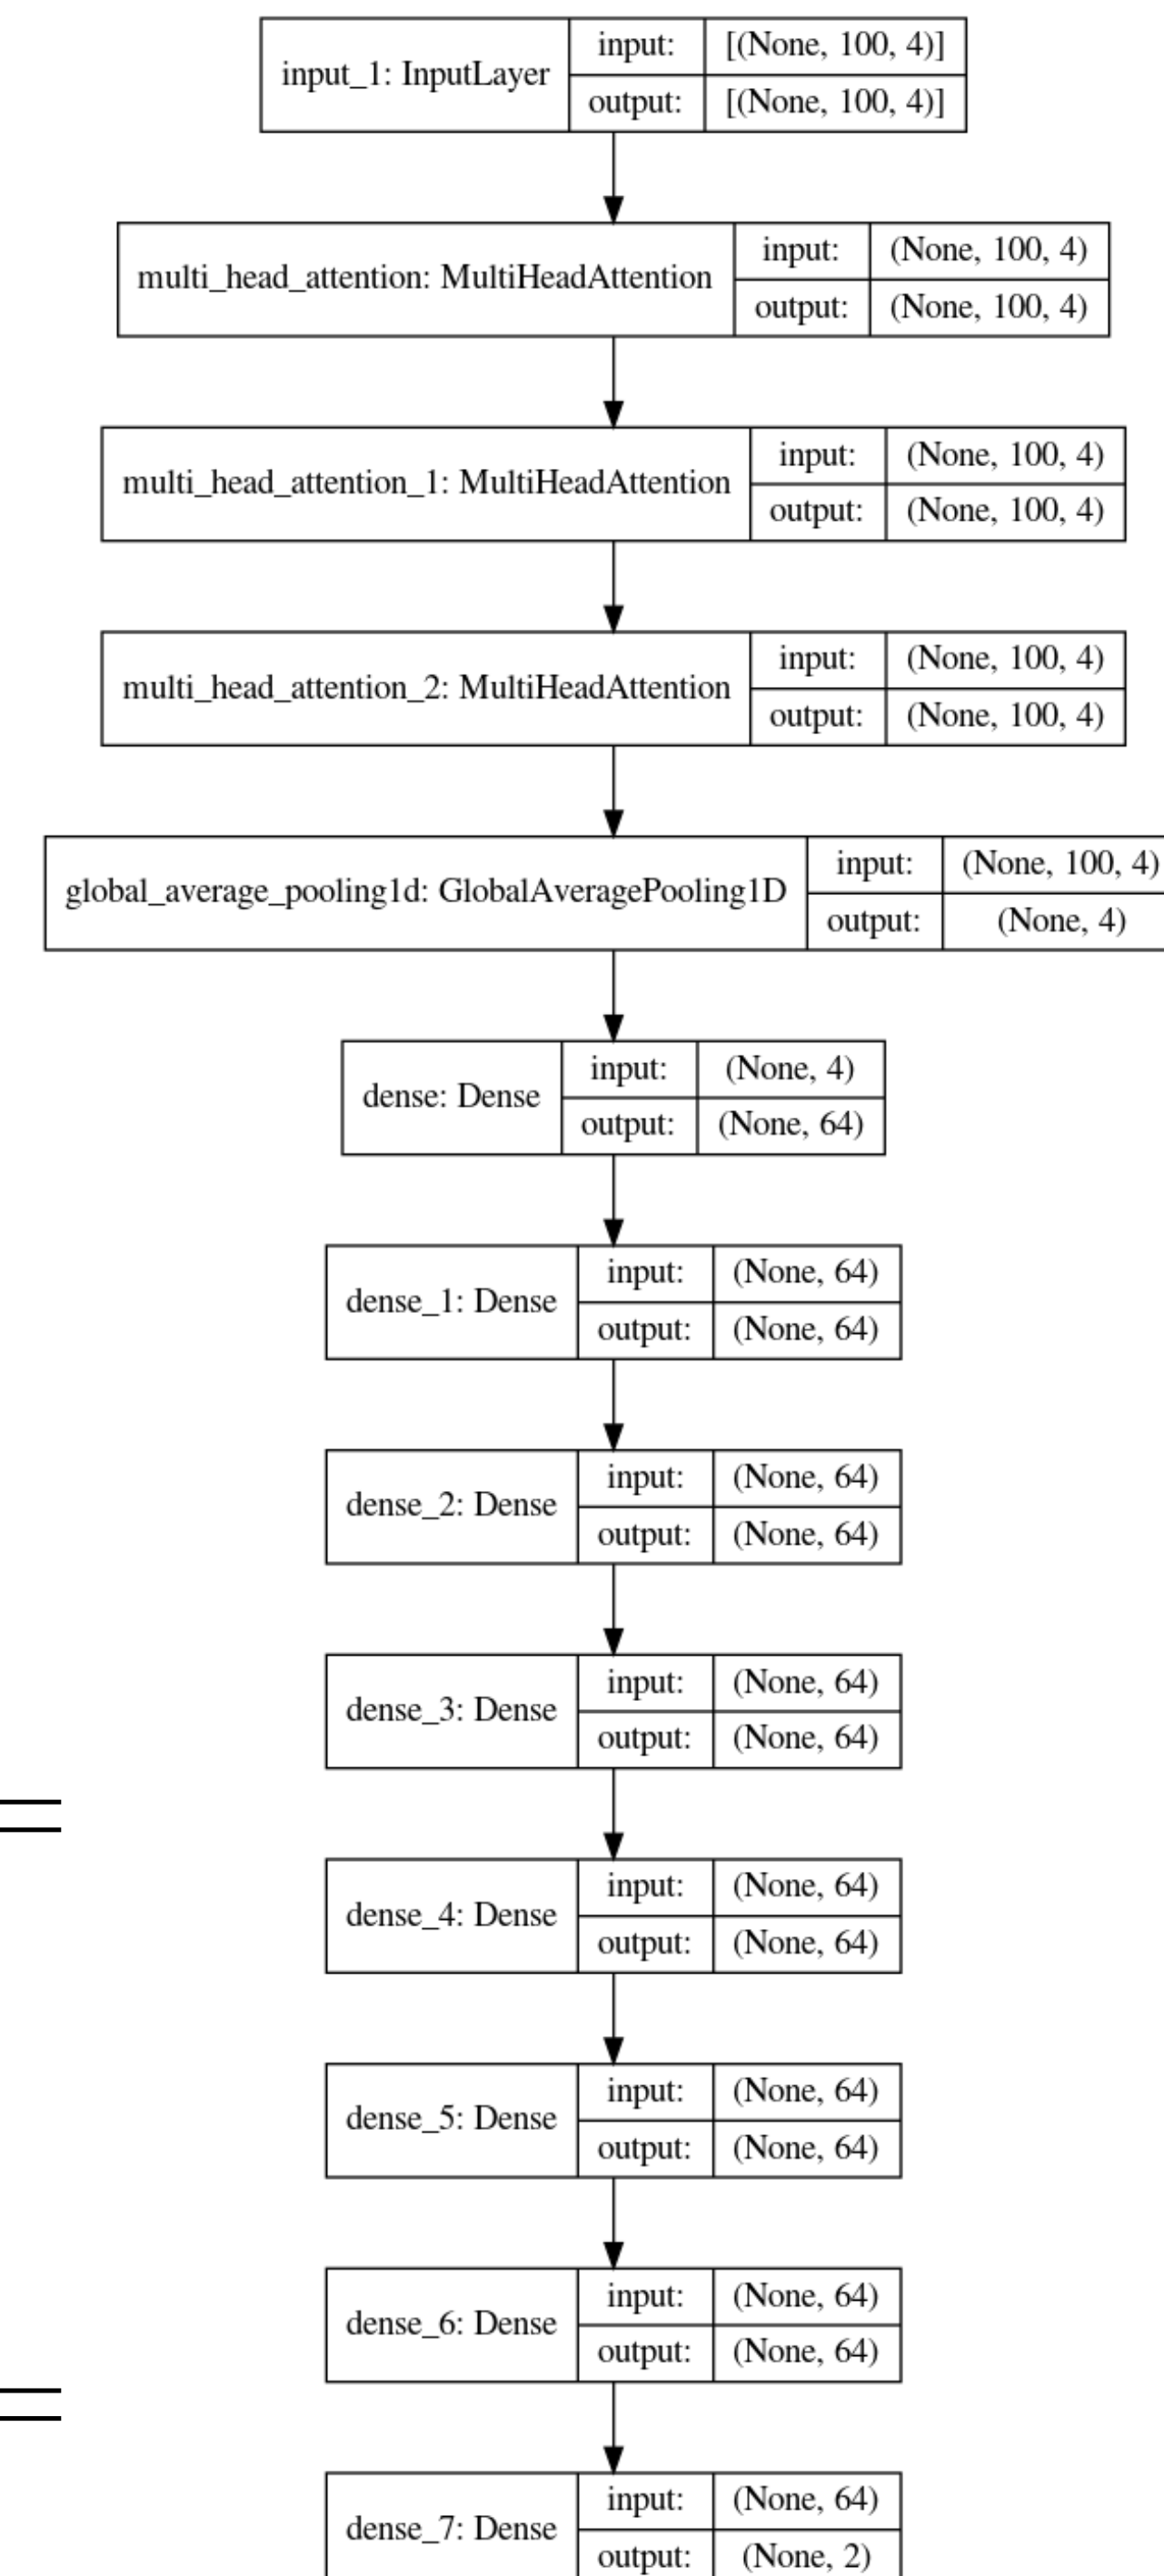 input_1: InputLayer
input: [(None, 100, 4)]
output: [(None, 100, 4)]
multi_head_attention: MultiHeadAttention
input: (None, 100, 4)
output: (None, 100, 4)
multi_head_attention_1: MultiHeadAttention
input: (None, 100, 4)
output: (None, 100, 4)
multi_head_attention_2: MultiHeadAttention
input: (None, 100, 4)
output: (None, 100, 4)
global_average_pooling1d: GlobalAveragePooling1D
input: (None, 100, 4)
output: (None, 4)
dense: Dense
input: (None, 4)
output: (None, 64)
dense_1: Dense
input: (None, 64)
output: (None, 64)
dense_2: Dense
input: (None, 64)
output: (None, 64)
dense_3: Dense
input: (None, 64)
output: (None, 64)
dense_4: Dense
input: (None, 64)
output: (None, 64)
dense_5: Dense
input: (None, 64)
output: (None, 64)
dense_6: Dense
input: (None, 64)
output: (None, 64)
dense_7: Dense
input: (None, 64)
output: (None, 2)